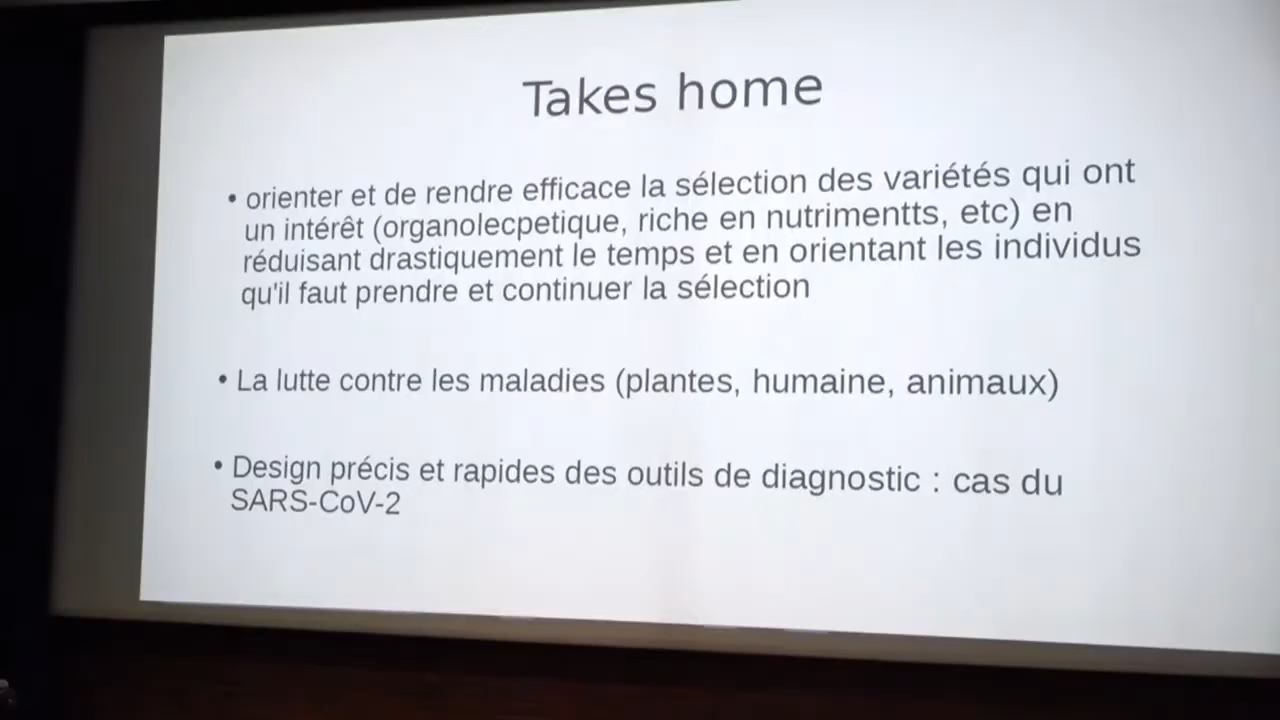 Takes home
• orienter et de rendre efficace la sélection des variétés qui ont
un intérêt (organolecpetique, riche en nutrimentts, etc) en
réduisant drastiquement le temps et en orientant les individus
qu'il faut prendre et continuer la sélection
• La lutte contre les maladies (plantes, humaine, animaux)
• Design précis et rapides des outils de diagnostic : cas du
SARS-CoV-2